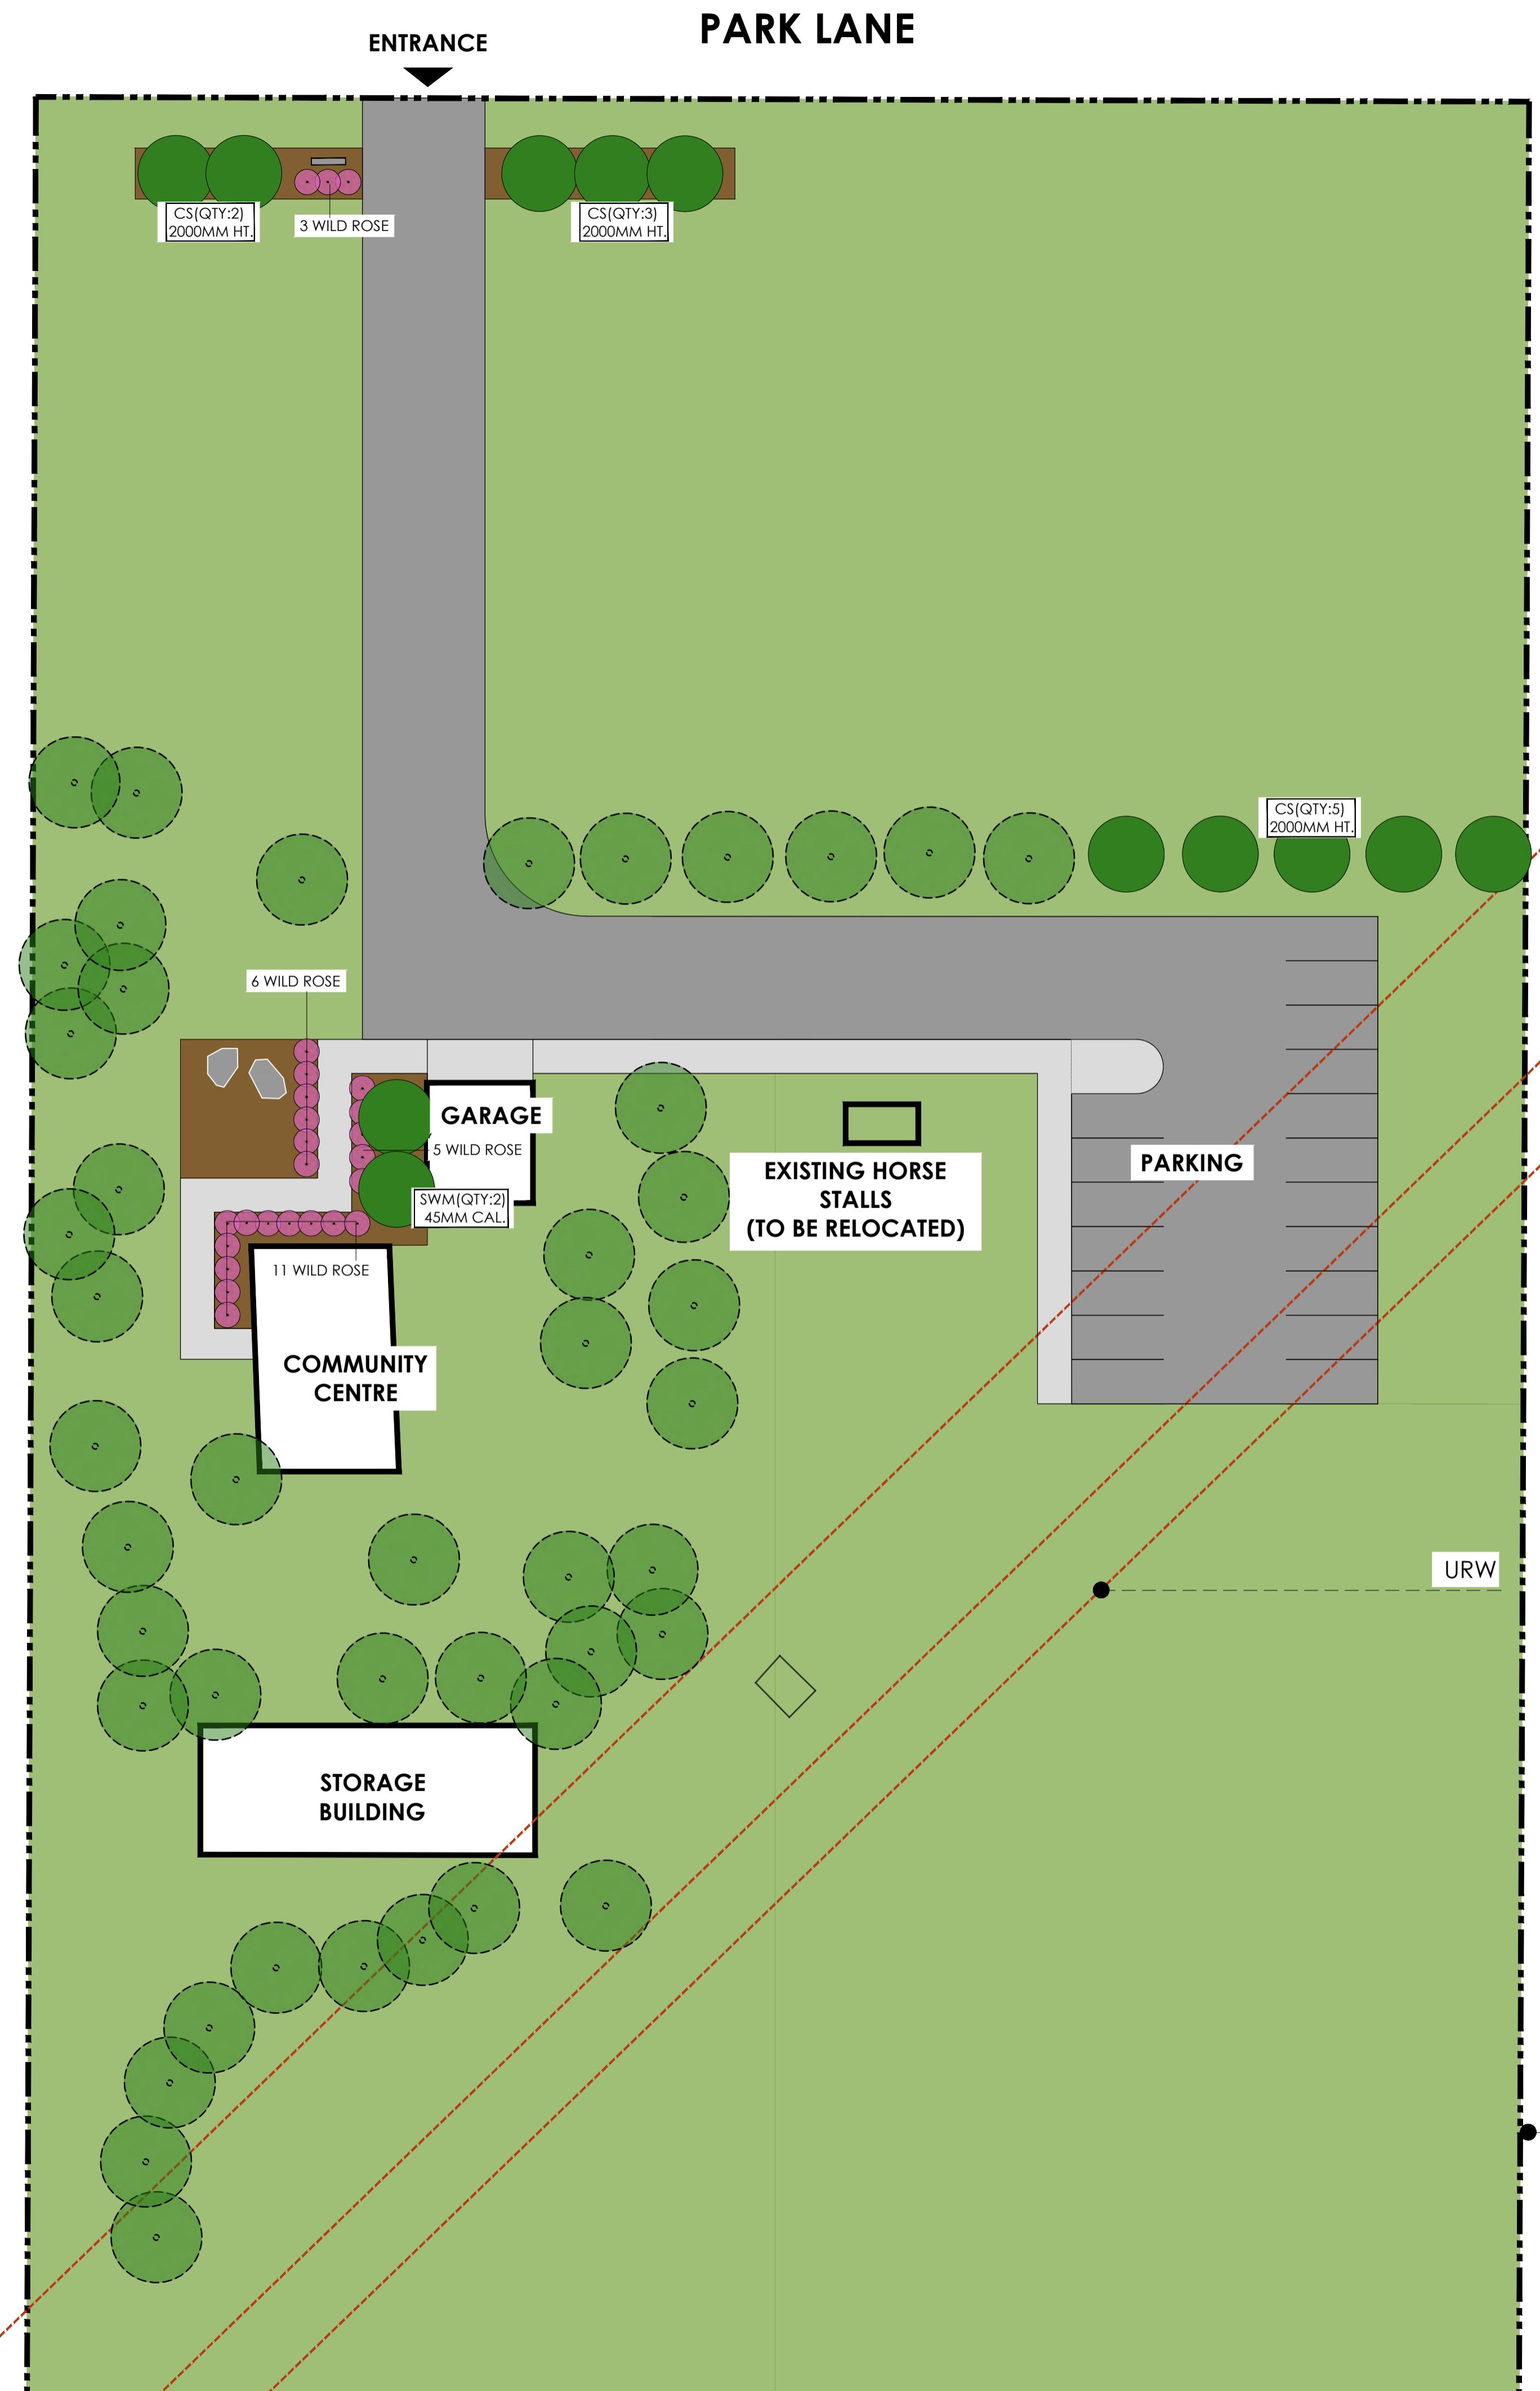 PARK LANE
ENTRANCE
CS(QTY:2)
2000MM HT.
3 WILD ROSE
CS(QTY:3)
2000MM HT.
CS(QTY:5)
2000MM HT.
6 WILD ROSE
GARAGE
5 WILD ROSE
SWM(QTY:2)
45MM CAL.
EXISTING HORSE
STALLS
(TO BE RELOCATED)
PARKING
11 WILD ROSE
COMMUNITY
CENTRE
URW
STORAGE
BUILDING